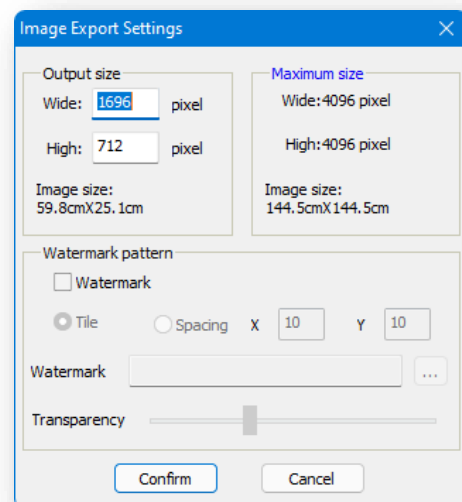 Image Export Settings
Output size
Wide: 1696 pixel
High: 712 pixel
Image size:
59.8cmX25.1cm
Maximum size
Wide:4096 pixel
High:4096 pixel
Image size:
144.5cmX144.5cm
Watermark pattern
Watermark
Tile Spacing X 10 Y 10
Watermark ...
Transparency
Confirm Cancel